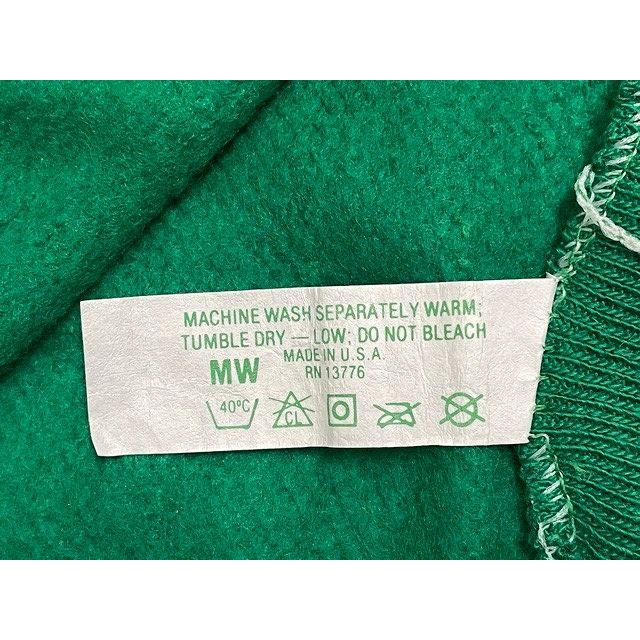 MACHINE WASH SEPARATELY WARM;
TUMBLE DRY — LOW; DO NOT BLEACH
MADE IN U.S.A.
MW
RN 13776
40°C
CL